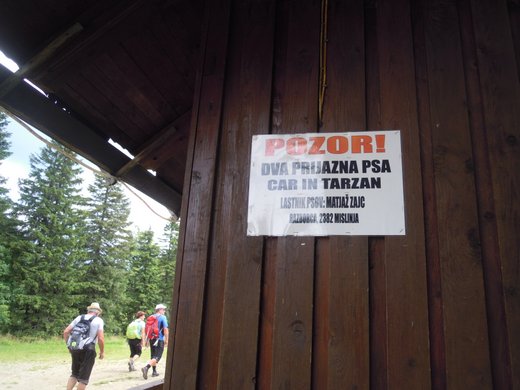 POZOR!
DVA PRIJAZNA PSA
CAR IN TARZAN
LASTNIK PSOV: MATJAŽ ZAJC
RAZBORCA, 2382 MISLINJA